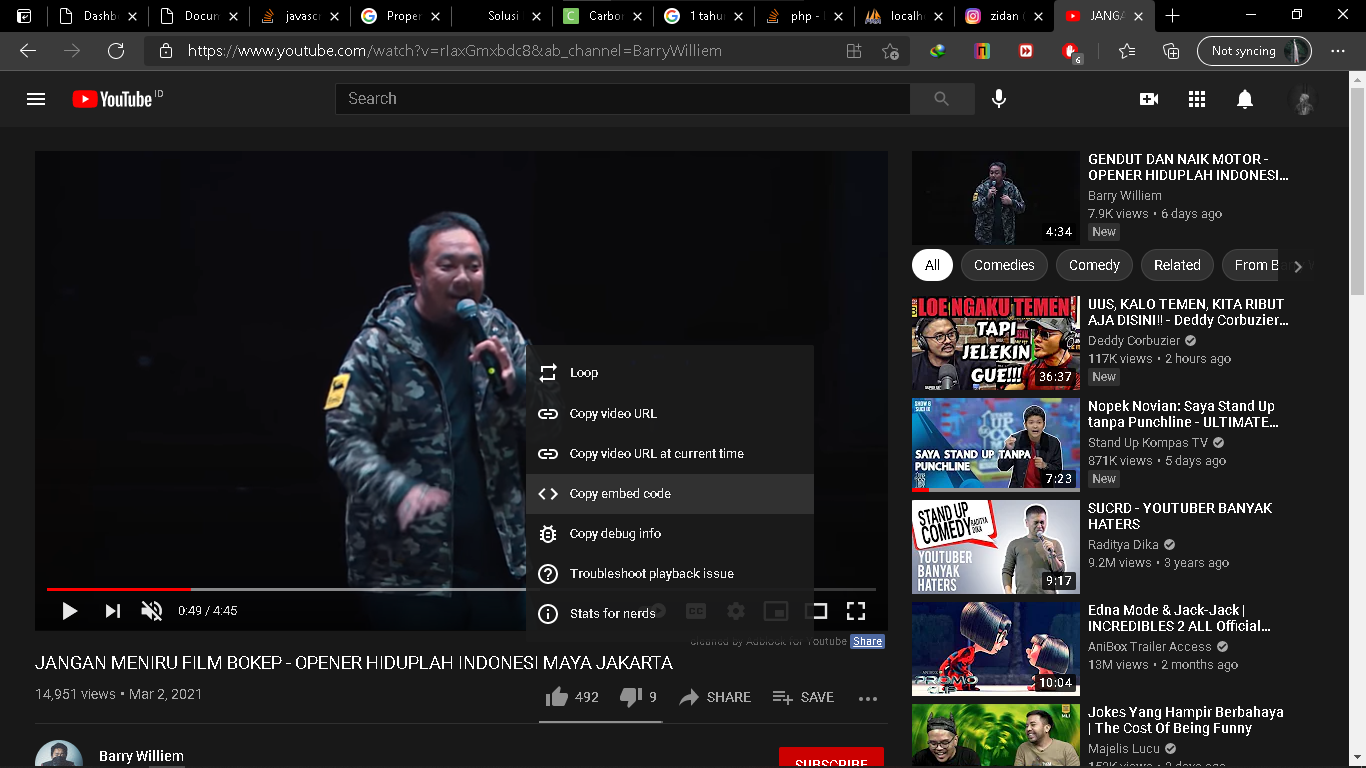 Dashb
Docum
javascr
Proper
Solusi
Carbon
1 tahu
php -
localh
zidan (
JANGA
https://www.youtube.com/watch?v=rIaxGmxbdc8&ab_channel=BarryWilliem
6
Not syncing
YouTube ID
Search
0:49 / 4:45
Loop
Copy video URL
Copy video URL at current time
Copy embed code
Copy debug info
Troubleshoot playback issue
Stats for nerds
Cleaned by Adblock for Youtube Share
JANGAN MENIRU FILM BOKEP - OPENER HIDUPLAH INDONESI MAYA JAKARTA
14,951 views • Mar 2, 2021
492
9
SHARE
SAVE
Barry Williem
SUBSCRIBE
4:34
GENDUT DAN NAIK MOTOR -
OPENER HIDUPLAH INDONESI...
Barry Williem
7.9K views • 6 days ago
New
All
Comedies
Comedy
Related
From B
LOE NGAKU TEMEN
TAPI
JELEKIN
GUE!!!
36:37
UUS, KALO TEMEN, KITA RIBUT
AJA DISINI!! - Deddy Corbuzier...
Deddy Corbuzier
117K views • 2 hours ago
New
SAYA STAND UP TANPA
PUNCHLINE
7:23
Nopek Novian: Saya Stand Up
tanpa Punchline - ULTIMATE...
Stand Up Kompas TV
871K views • 5 days ago
New
STAND UP
COMEDY
RADITYA
DIKA
YOUTUBER
BANYAK
HATERS
9:17
SUCRD - YOUTUBER BANYAK
HATERS
Raditya Dika
9.2M views • 3 years ago
PROMO
CLIP
10:04
Edna Mode & Jack-Jack |
INCREDIBLES 2 ALL Official...
AniBox Trailer Access
13M views • 2 months ago
Jokes Yang Hampir Berbahaya
| The Cost Of Being Funny
Majelis Lucu